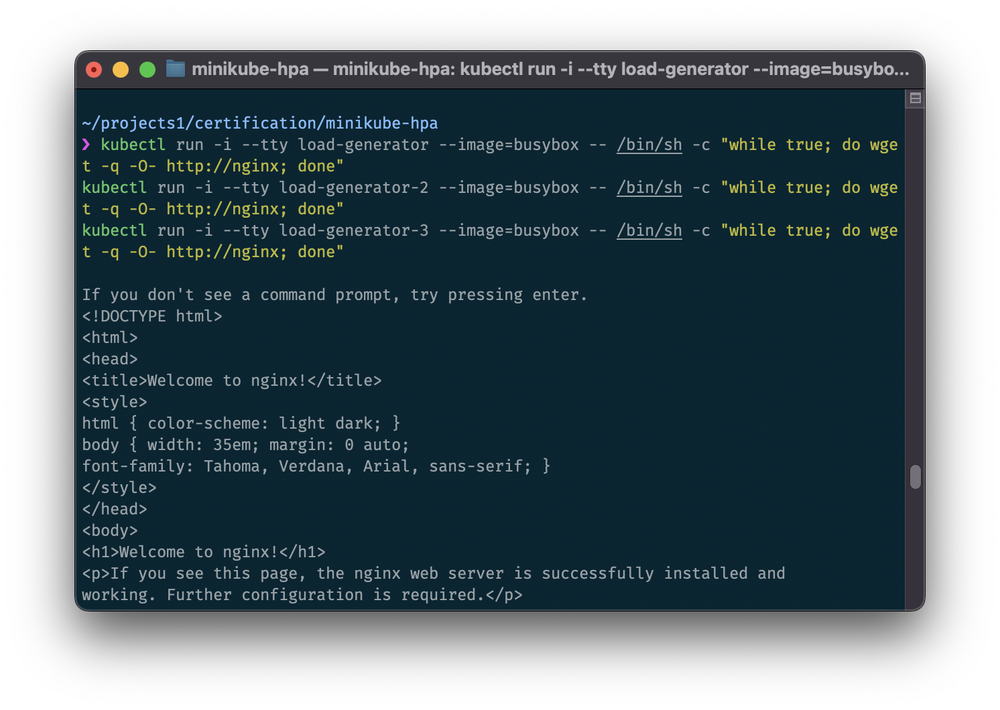 minikube-hpa — minikube-hpa: kubectl run -i --tty load-generator --image=busybo...
~/projects1/certification/minikube-hpa
❯ kubectl run -i --tty load-generator --image=busybox -- /bin/sh -c "while true; do wge
t -q -O- http://nginx; done"
kubectl run -i --tty load-generator-2 --image=busybox -- /bin/sh -c "while true; do wge
t -q -O- http://nginx; done"
kubectl run -i --tty load-generator-3 --image=busybox -- /bin/sh -c "while true; do wge
t -q -O- http://nginx; done"
If you don't see a command prompt, try pressing enter.
<!DOCTYPE html>
<html>
<head>
<title>Welcome to nginx!</title>
<style>
html { color-scheme: light dark; }
body { width: 35em; margin: 0 auto;
font-family: Tahoma, Verdana, Arial, sans-serif; }
</style>
</head>
<body>
<h1>Welcome to nginx!</h1>
<p>If you see this page, the nginx web server is successfully installed and
working. Further configuration is required.</p>